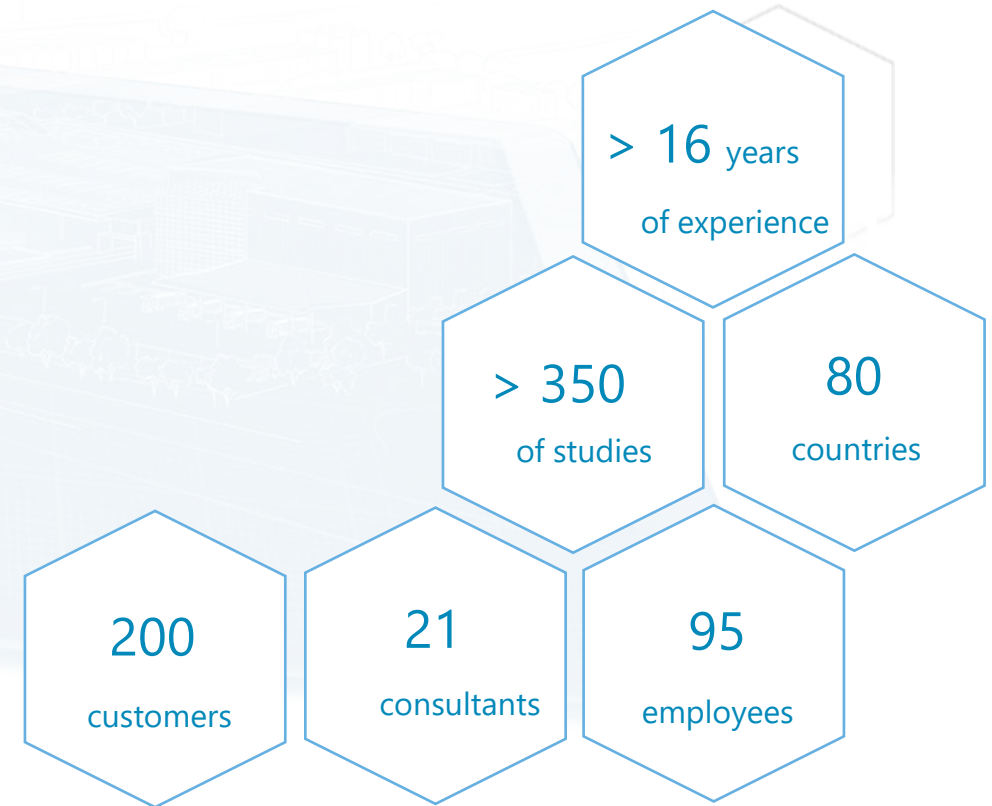 > 16 years
of experience
> 350
of studies
80
countries
200
customers
21
consultants
95
employees